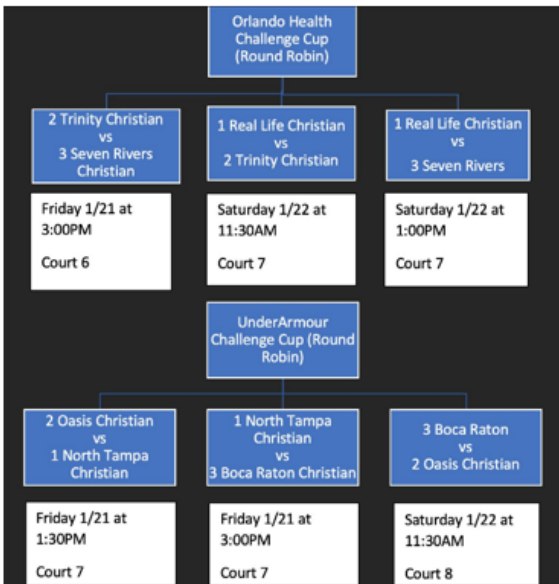 Orlando Health
Challenge Cup
(Round Robin)
2 Trinity Christian
vs
3 Seven Rivers
Christian
1 Real Life Christian
vs
2 Trinity Christian
1 Real Life Christian
vs
3 Seven Rivers
Friday 1/21 at
3:00PM
Court 6
Saturday 1/22 at
11:30AM
Court 7
Saturday 1/22 at
1:00PM
Court 7
UnderArmour
Challenge Cup (Round
Robin)
2 Oasis Christian
vs
1 North Tampa
Christian
1 North Tampa
Christian
vs
3 Boca Raton Christian
3 Boca Raton
vs
2 Oasis Christian
Friday 1/21 at
1:30PM
Court 7
Friday 1/21 at
3:00PM
Court 7
Saturday 1/22 at
11:30AM
Court 8